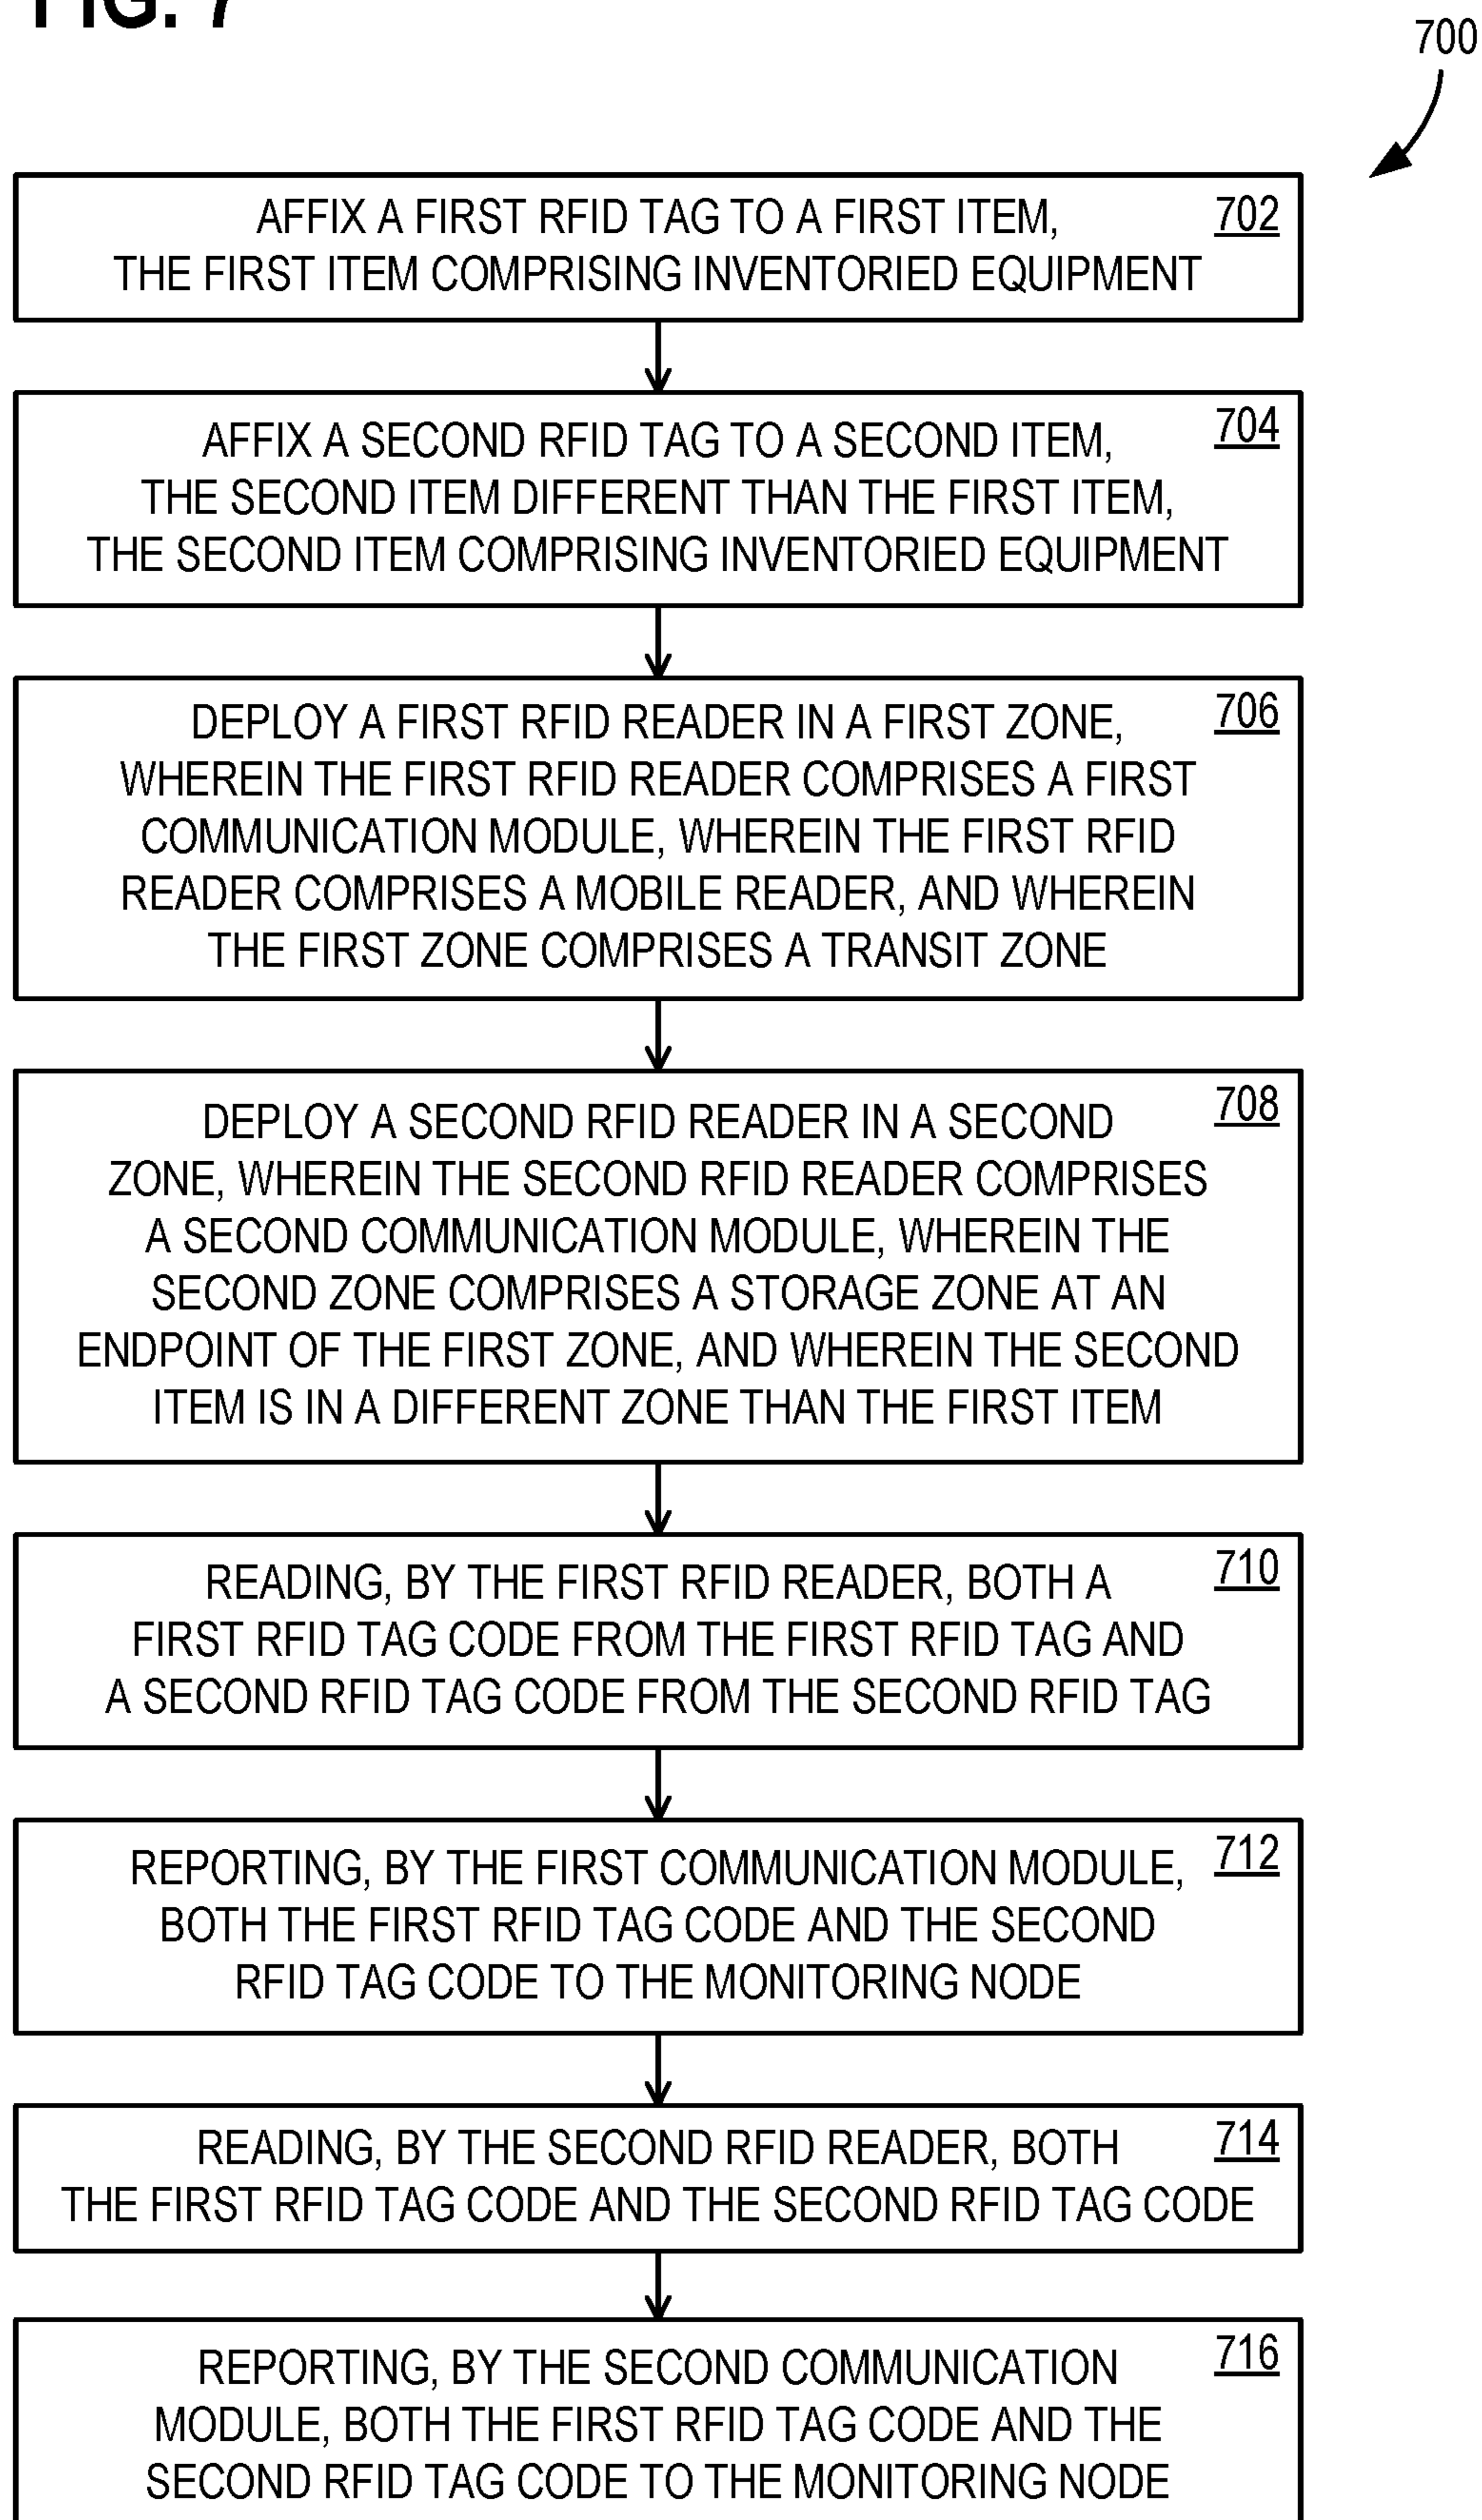 FIG. 7
700
702
AFFIX A FIRST RFID TAG TO A FIRST ITEM,
THE FIRST ITEM COMPRISING INVENTORIED EQUIPMENT
704
AFFIX A SECOND RFID TAG TO A SECOND ITEM,
THE SECOND ITEM DIFFERENT THAN THE FIRST ITEM,
THE SECOND ITEM COMPRISING INVENTORIED EQUIPMENT
706
DEPLOY A FIRST RFID READER IN A FIRST ZONE,
WHEREIN THE FIRST RFID READER COMPRISES A FIRST
COMMUNICATION MODULE, WHEREIN THE FIRST RFID
READER COMPRISES A MOBILE READER, AND WHEREIN
THE FIRST ZONE COMPRISES A TRANSIT ZONE
708
DEPLOY A SECOND RFID READER IN A SECOND
ZONE, WHEREIN THE SECOND RFID READER COMPRISES
A SECOND COMMUNICATION MODULE, WHEREIN THE
SECOND ZONE COMPRISES A STORAGE ZONE AT AN
ENDPOINT OF THE FIRST ZONE, AND WHEREIN THE SECOND
ITEM IS IN A DIFFERENT ZONE THAN THE FIRST ITEM
710
READING, BY THE FIRST RFID READER, BOTH A
FIRST RFID TAG CODE FROM THE FIRST RFID TAG AND
A SECOND RFID TAG CODE FROM THE SECOND RFID TAG
712
REPORTING, BY THE FIRST COMMUNICATION MODULE,
BOTH THE FIRST RFID TAG CODE AND THE SECOND
RFID TAG CODE TO THE MONITORING NODE
714
READING, BY THE SECOND RFID READER, BOTH
THE FIRST RFID TAG CODE AND THE SECOND RFID TAG CODE
716
REPORTING, BY THE SECOND COMMUNICATION
MODULE, BOTH THE FIRST RFID TAG CODE AND THE
SECOND RFID TAG CODE TO THE MONITORING NODE